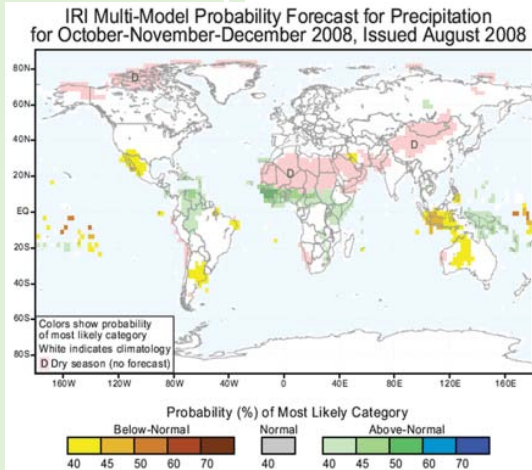 IRI Multi-Model Probability Forecast for Precipitation
for October-November-December 2008, Issued August 2008
80N
60N
40N
20N
EQ
20S
40S
60S
80S
D
D
D
Colors show probability
of most likely category
White indicates climatology
D Dry season (no forecast)
160W 120W 80W 40W 0 40E 80E 120E 160E
Probability (%) of Most Likely Category
Below-Normal Normal Above-Normal
40 45 50 60 70 40 40 45 50 60 70